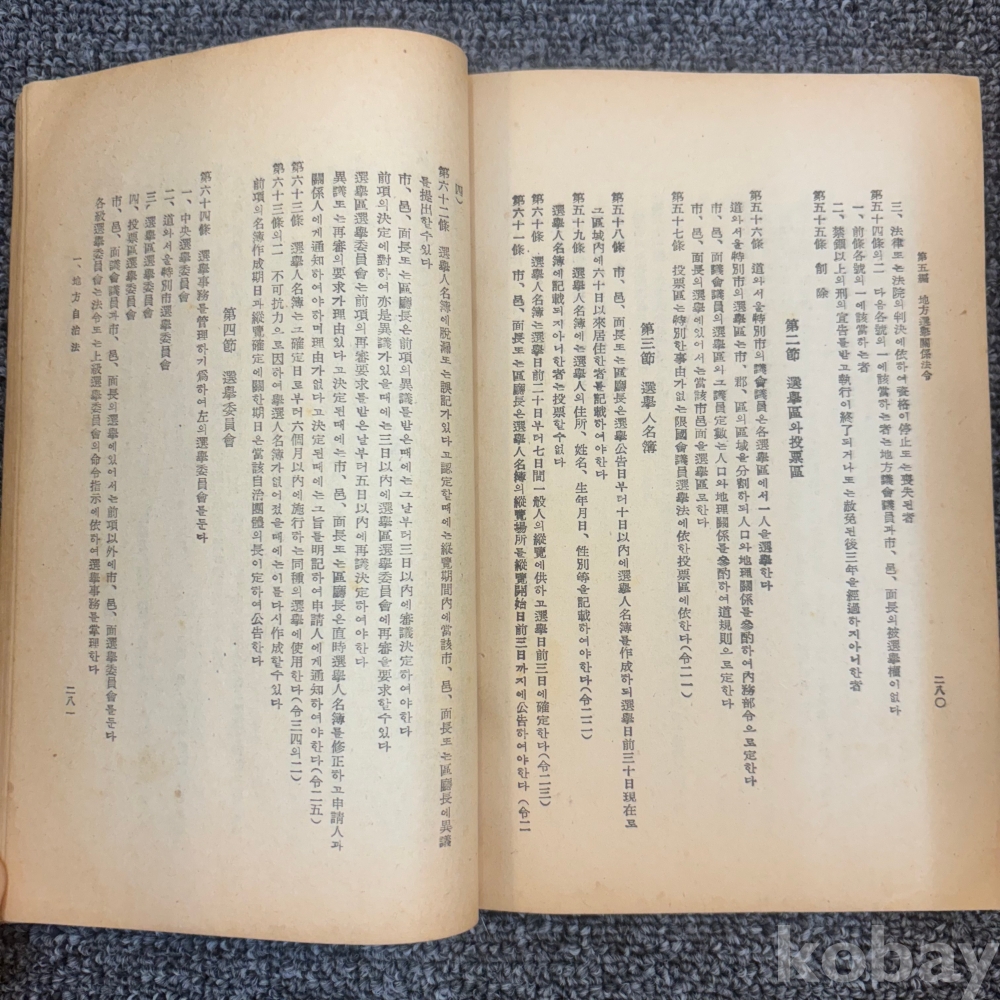 第五編 地方選擧關係法令
三、法律또는法院의判決에依하여資格이停止또는喪失된者
第五十四條의二 다음各號의一에該當하는者는地方議會議員과市、邑、面長의被選擧權이없다
一、前條各號의一에該當하는者
二、禁錮以上의刑의宣告를받고執行이終了되거나또는赦免된後三年을經過하지아니한者
第五十五條 削除
第二節 選擧區와投票區
第五十六條 道와서울特別市의議會議員은各選擧區에서一人을選擧한다
道와서울特別市의選擧區는市、郡、區의區域을分割하되人口와地理關係를參酌하여內務部令으로定한다
市、邑、面議會議員의選擧區와그議員定數는人口와地理關係를參酌하여道規則으로定한다
市、邑、面長의選擧에있어서는當該市邑面을選擧區로한다
第五十七條 投票區는特別한事由가없는限國會議員選擧法에依한投票區에依한다(令二一)
第三節 選擧人名簿
第五十八條 市、邑、面長또는區廳長은選擧公告日부터十日以內에選擧人名簿를作成하되選擧日前三十日現在로
그區域內에六十日以來居住한者를記載하여야한다
第五十九條 選擧人名簿에는選擧人의住所、姓名、生年月日、性別等을記載하여야한다(令二二)
選擧人名簿에記載되지아니한者는投票할수없다
第六十條 選擧人名簿는選擧日前二十日부터七日間一般人의縱覽에供하고選擧日前三日에確定한다(令二三)
第六十一條 市、邑、面長또는區廳長은選擧人名簿의縱覽場所를縱覽開始日前三日까지에公告하여야한다(令二
二八〇
四)
第六十二條 選擧人名簿에脫漏또는誤記가있다고認定할때에는縱覽期間內에當該市、邑、面長또는區廳長에異議
를提出할수있다
市、邑、面長또는區廳長은前項의異議를받은때에는그날부터三日以內에審議決定하여야한다
前項의決定에對하여亦是異議가있을때에는三日以內에選擧區選擧委員會에再審을要求할수있다
選擧區選擧委員會는前項의再審要求를받은날부터五日以內에再議決定하여야한다
異議또는再審의要求가理由있다고決定된때에는市、邑、面長또는區廳長은直時選擧人名簿를修正하고申請人과
關係人에게通知하여야하며理由가없다고決定된때에는그旨를明記하여申請人에게通知하여야한다(令二五)
第六十三條 選擧人名簿는그確定日로부터六個月以內에施行하는同種의選擧에使用한다(令三四의二)
第六十三條의二 不可抗力으로因하여擧選人名簿가없어졌을때에는이를다시作成할수있다
前項의名簿作成期日과縱覽確定에關한期日은當該自治團體의長이定하여公告한다
第四節 選擧委員會
第六十四條 選擧事務를管理하기爲하여左의選擧委員會를둔다
一、中央選擧委員會
二、道와서울特別市選擧委員會
三、選擧區選擧委員會
四、投票區選擧委員會
市、邑、面議會議員과市、邑、面長의選擧에있어서는前項以外에市、邑、面選擧委員會를둔다
各級選擧委員會는法令또는上級選擧委員會의命令指示에依하여選擧事務를掌理한다
一、地方自治法
二八一
kobay